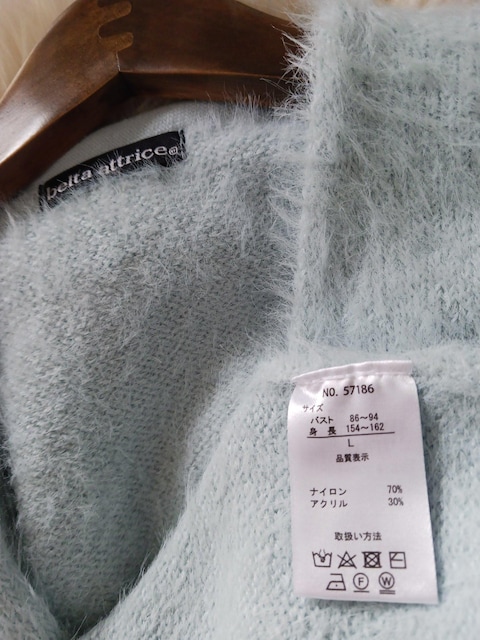 belta attrice®
NO. 57186
サイズ
バスト 86～94
身 長 154～162
L
品質表示
ナイロン 70%
アクリル 30%
取扱い方法
F W